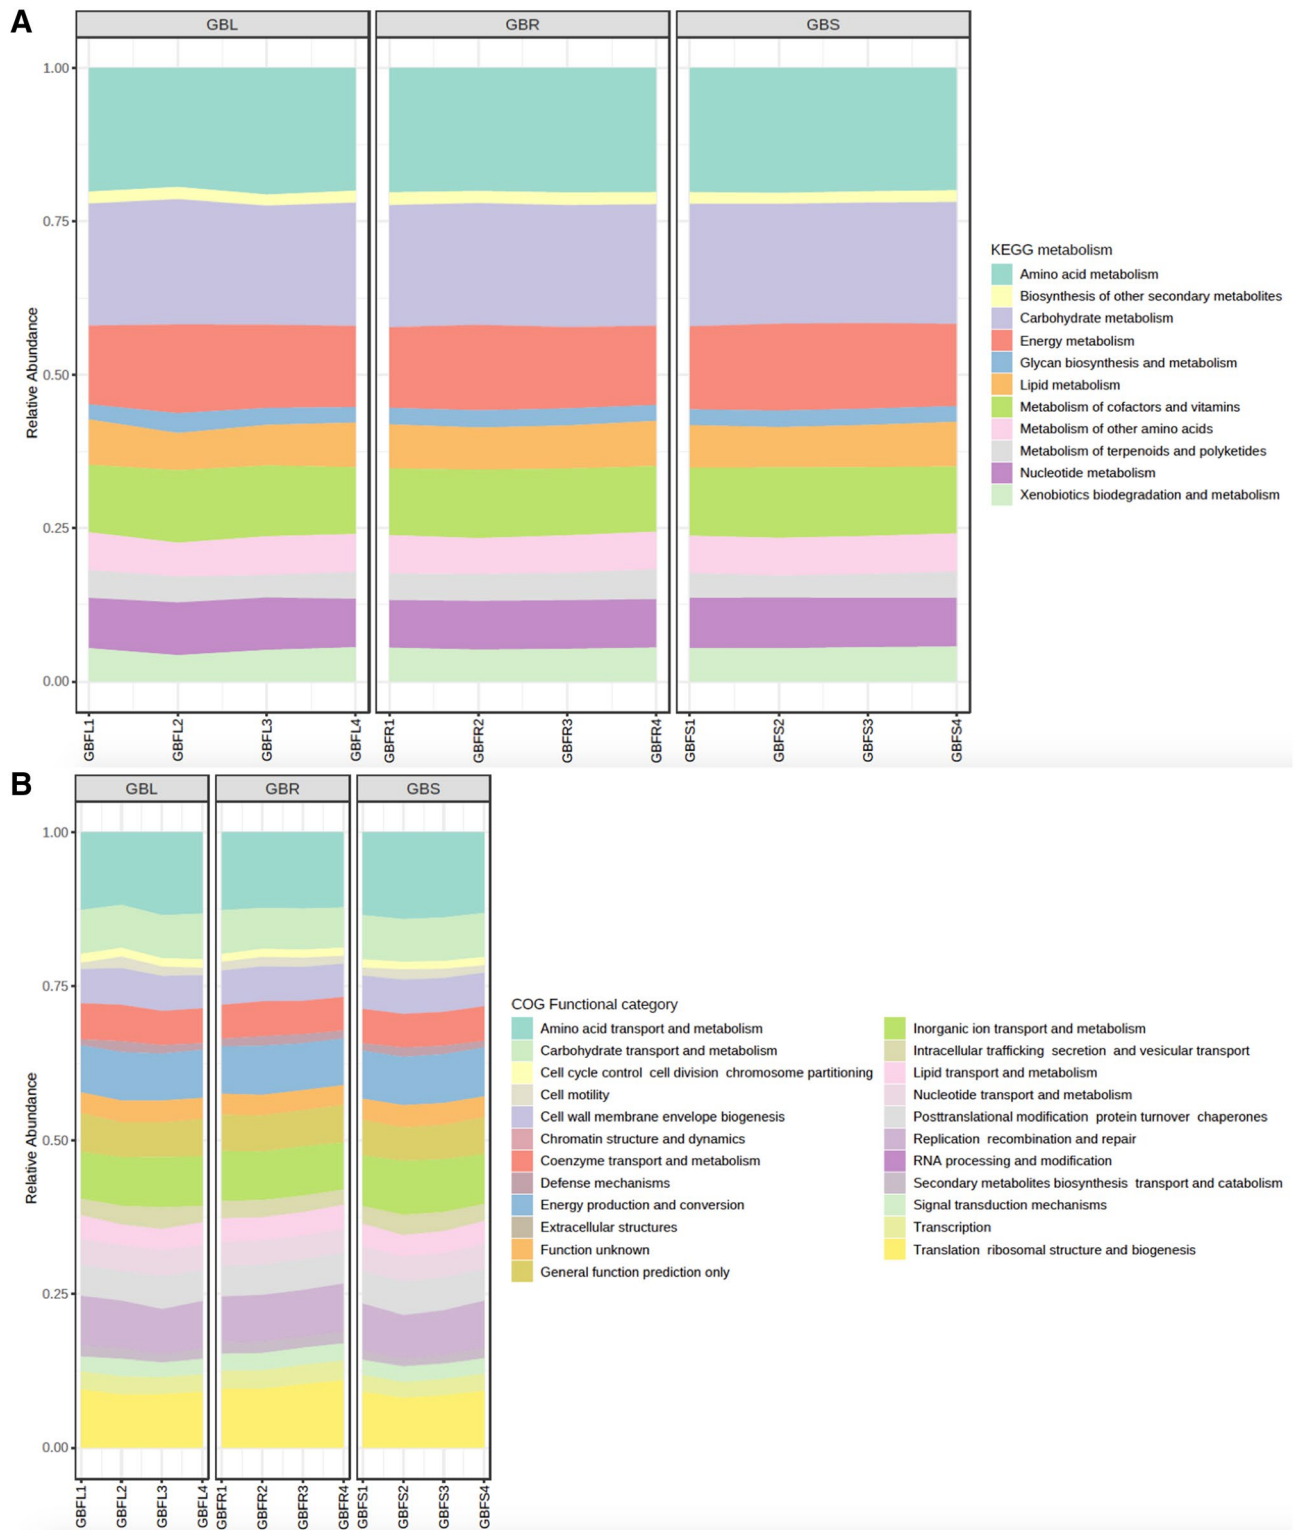 A
GBL
GBR
GBS
1.00
0.75
0.50
0.25
0.00
Relative Abundance
GBFL1
GBFL2
GBFL3
GBFL4
GBFR1
GBFR2
GBFR3
GBFR4
GBFS1
GBFS2
GBFS3
GBFS4
KEGG metabolism
Amino acid metabolism
Biosynthesis of other secondary metabolites
Carbohydrate metabolism
Energy metabolism
Glycan biosynthesis and metabolism
Lipid metabolism
Metabolism of cofactors and vitamins
Metabolism of other amino acids
Metabolism of terpenoids and polyketides
Nucleotide metabolism
Xenobiotics biodegradation and metabolism
B
GBL
GBR
GBS
1.00
0.75
0.50
0.25
0.00
Relative Abundance
GBFL1
GBFL2
GBFL3
GBFL4
GBFR1
GBFR2
GBFR3
GBFR4
GBFS1
GBFS2
GBFS3
GBFS4
COG Functional category
Amino acid transport and metabolism
Carbohydrate transport and metabolism
Cell cycle control cell division chromosome partitioning
Cell motility
Cell wall membrane envelope biogenesis
Chromatin structure and dynamics
Coenzyme transport and metabolism
Defense mechanisms
Energy production and conversion
Extracellular structures
Function unknown
General function prediction only
Inorganic ion transport and metabolism
Intracellular trafficking secretion and vesicular transport
Lipid transport and metabolism
Nucleotide transport and metabolism
Posttranslational modification protein turnover chaperones
Replication recombination and repair
RNA processing and modification
Secondary metabolites biosynthesis transport and catabolism
Signal transduction mechanisms
Transcription
Translation ribosomal structure and biogenesis